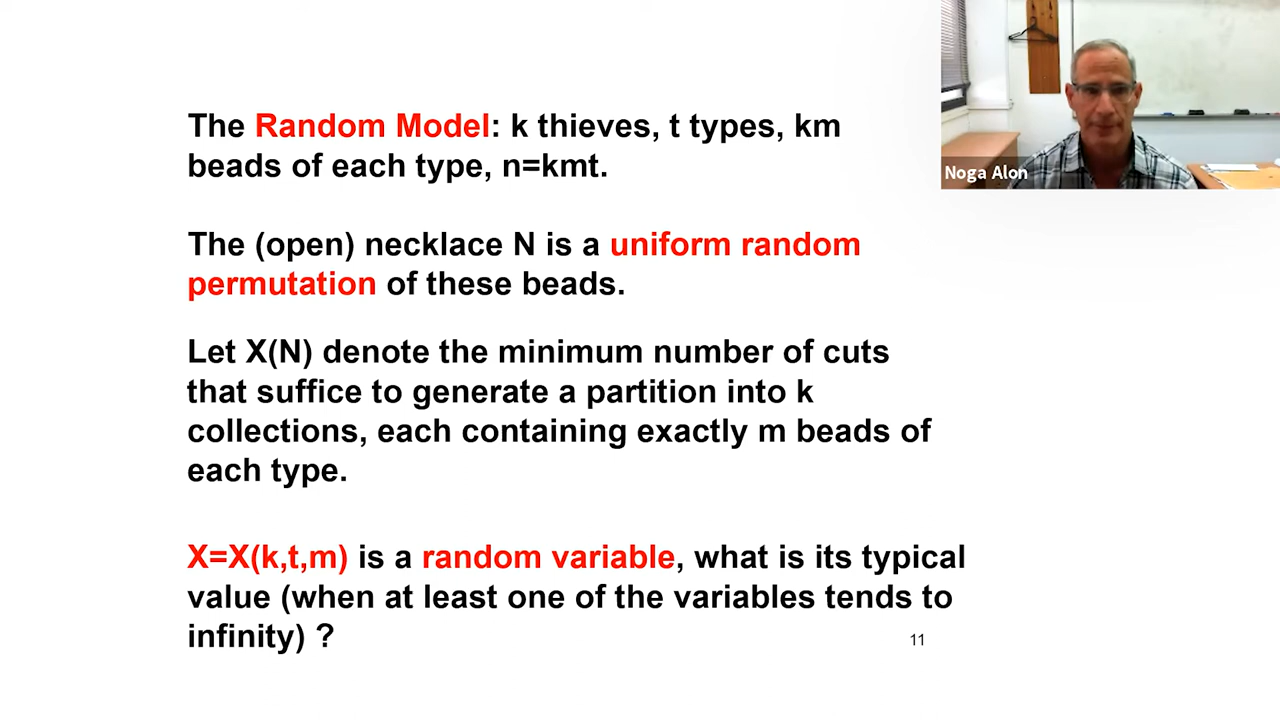 The Random Model: k thieves, t types, km
beads of each type, n=kmt.
The (open) necklace N is a uniform random
permutation of these beads.
Let X(N) denote the minimum number of cuts
that suffice to generate a partition into k
collections, each containing exactly m beads of
each type.
X=X(k,t,m) is a random variable, what is its typical
value (when at least one of the variables tends to
infinity) ?
11
Noga Alon